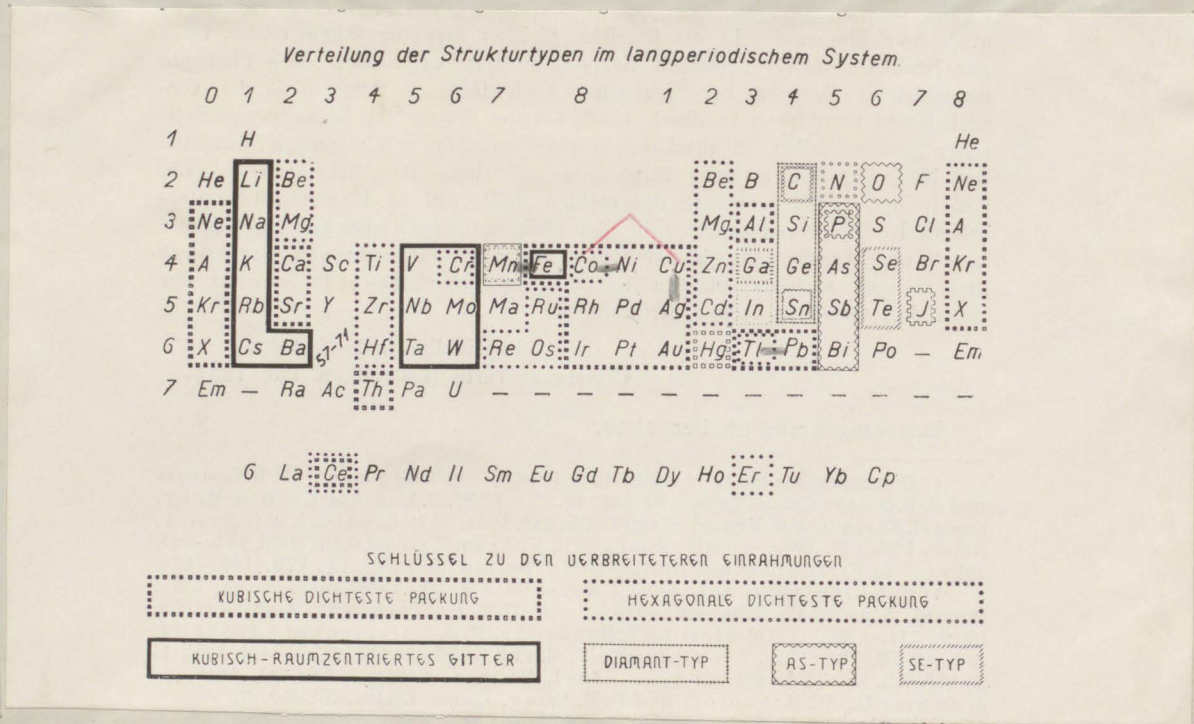 Verteilung der Strukturtypen im langperiodischem System.
0 1 2 3 4 5 6 7 8 1 2 3 4 5 6 7 8
1 H He
2 He Li Be Be B C N O F Ne
3 Ne Na Mg Mg Al Si P S Cl A
4 A K Ca Sc Ti V Cr Mn Fe Co Ni Cu Zn Ga Ge As Se Br Kr
5 Kr Rb Sr Y Zr Nb Mo Ma Ru Rh Pd Ag Cd In Sn Sb Te J X
6 X Cs Ba 57-71 Hf Ta W Re Os Ir Pt Au Hg Tl Pb Bi Po — Em
7 Em — Ra Ac Th Pa U — — — — — — — — — — — —
6 La Ce Pr Nd Il Sm Eu Gd Tb Dy Ho Er Tu Yb Cp
SCHLÜSSEL ZU DEN VERBREITETEREN EINRAHMUNGEN
KUBISCHE DICHTESTE PACKUNG HEXAGONALE DICHTESTE PACKUNG
KUBISCH-RAUMZENTRIERTES GITTER DIAMANT-TYP AS-TYP SE-TYP